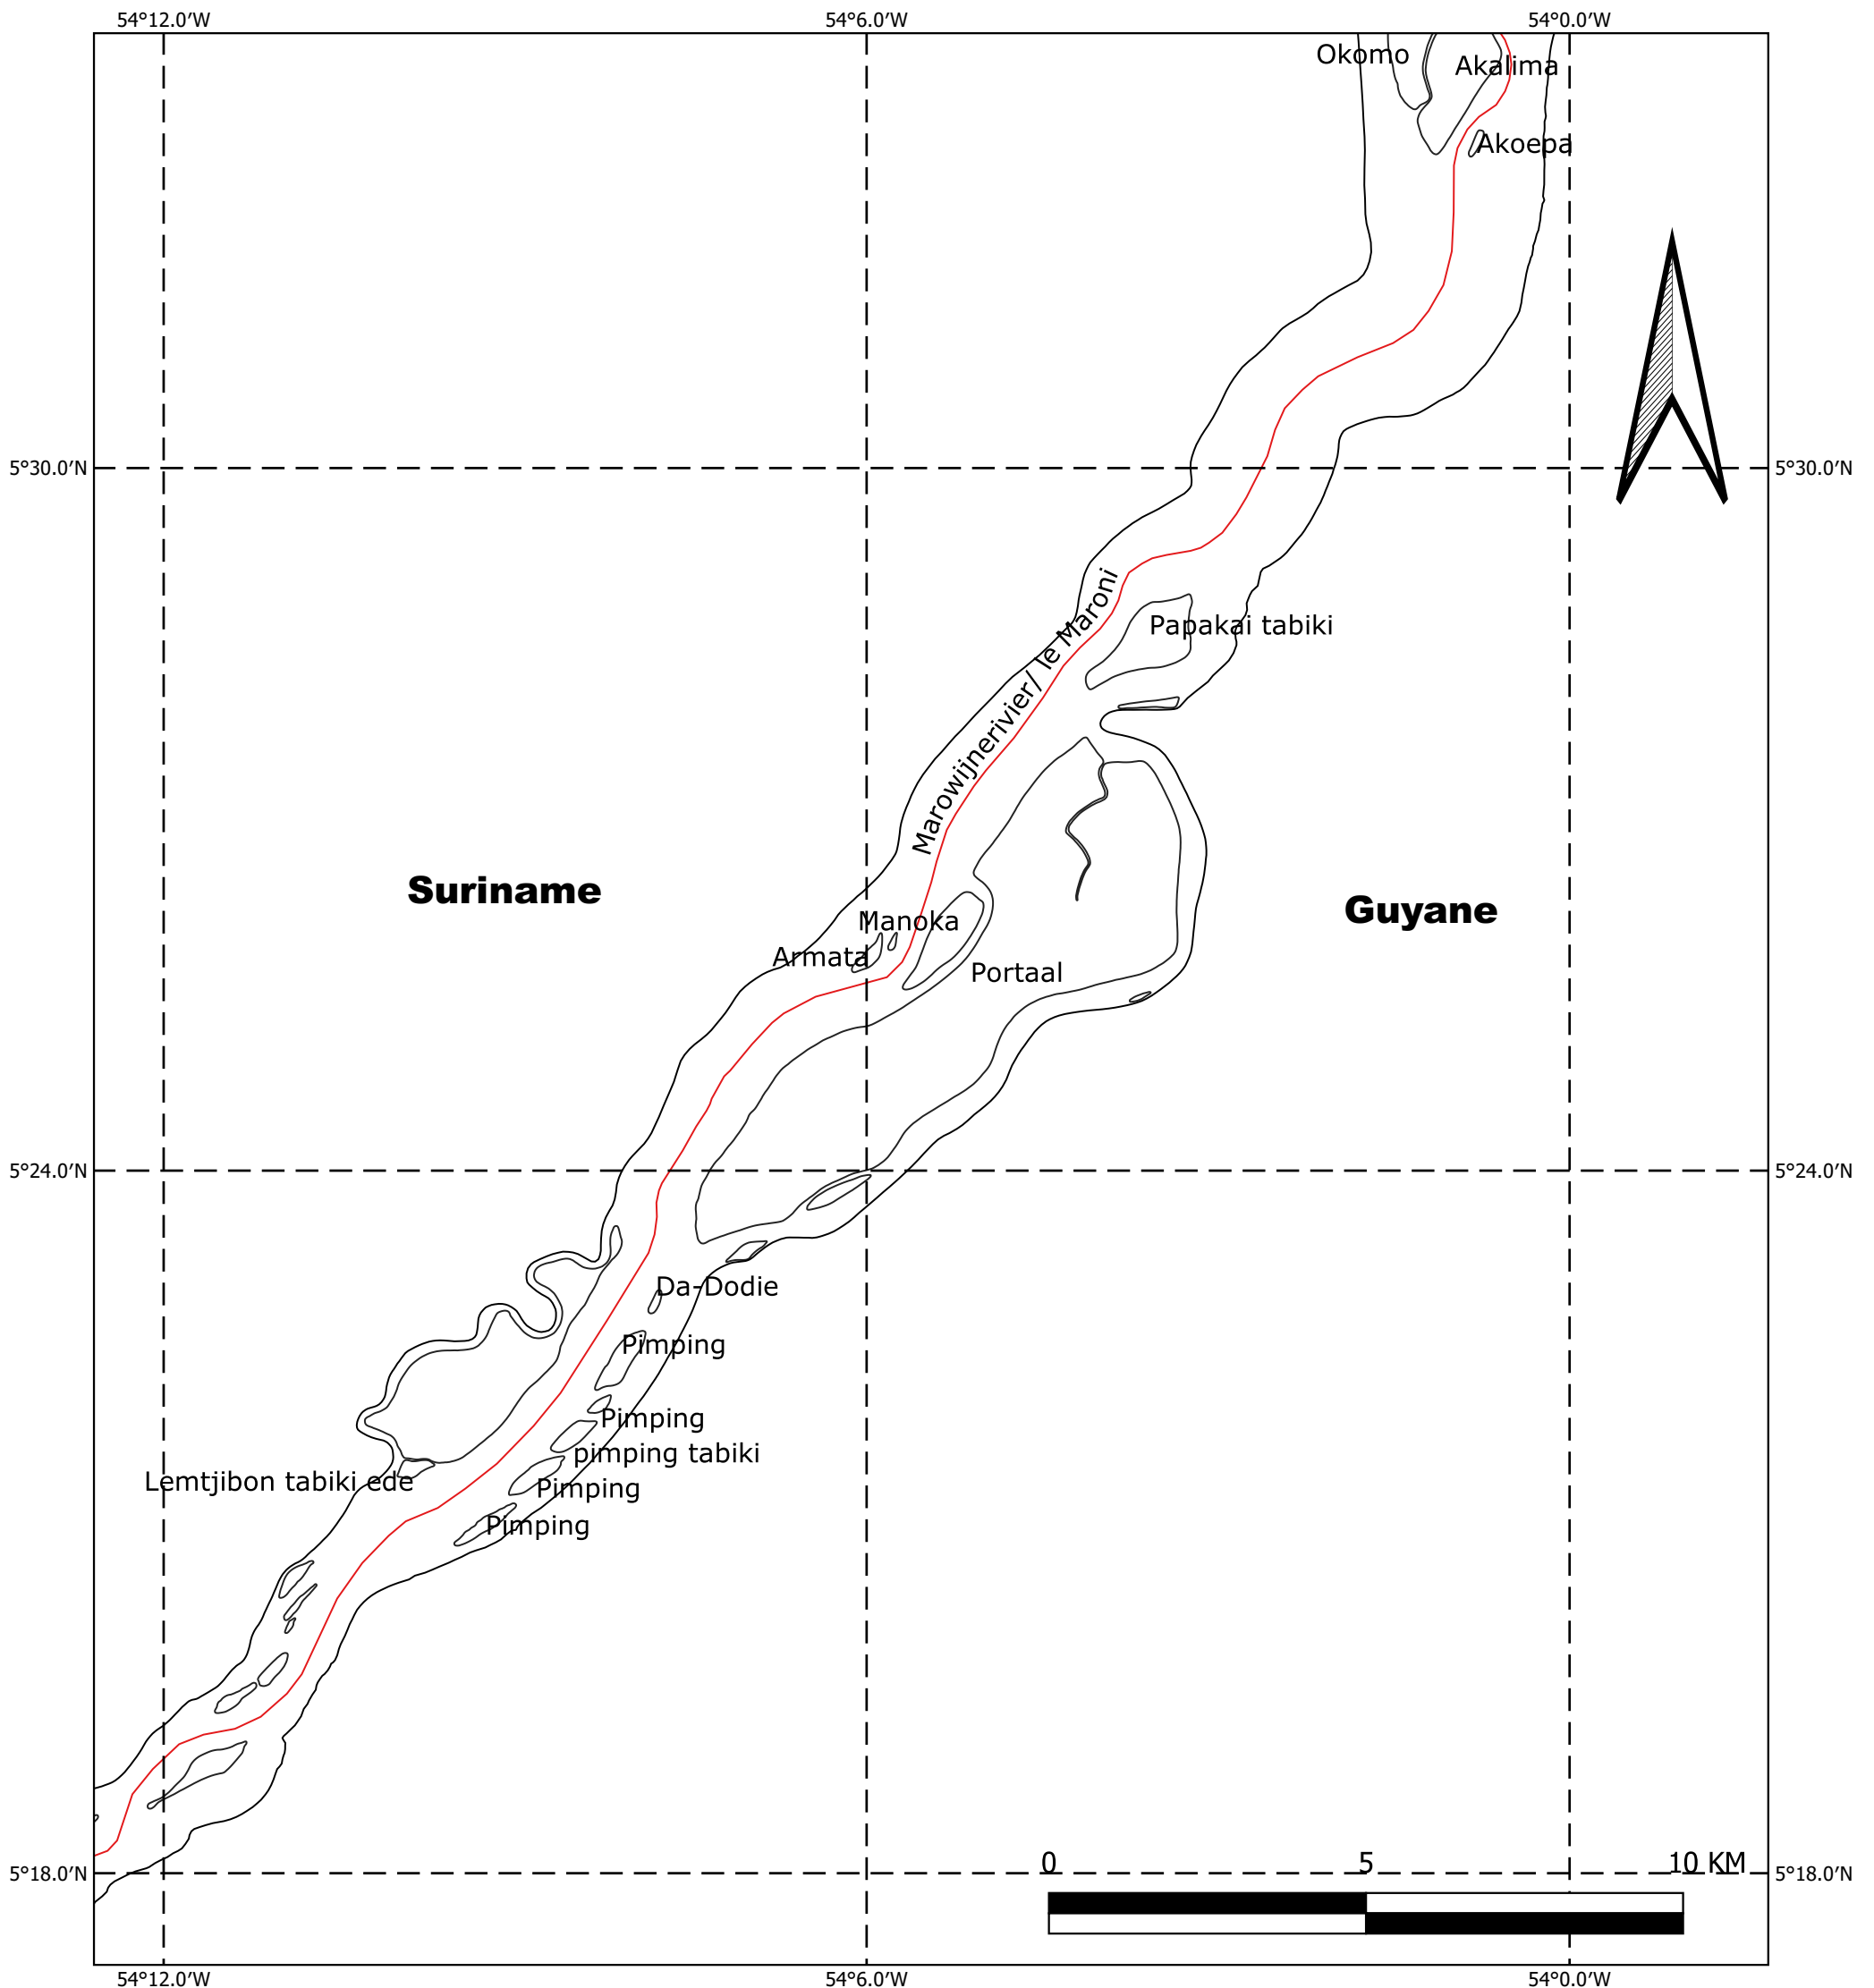 54°12.0′W 54°6.0′W 54°0.0′W
Okomo
Akalima
Akoepa
5°30.0′N 5°30.0′N
Papakai tabiki
Marowijnerivier/ le Maroni
Suriname
Guyane
Manoka
Armata
Portaal
5°24.0′N 5°24.0′N
Da-Dodie
Pimping
Pimping
pimping tabiki
Lemtjibon tabiki ede
Pimping
Pimping
0 5 10 KM
5°18.0′N 5°18.0′N
54°12.0′W 54°6.0′W 54°0.0′W